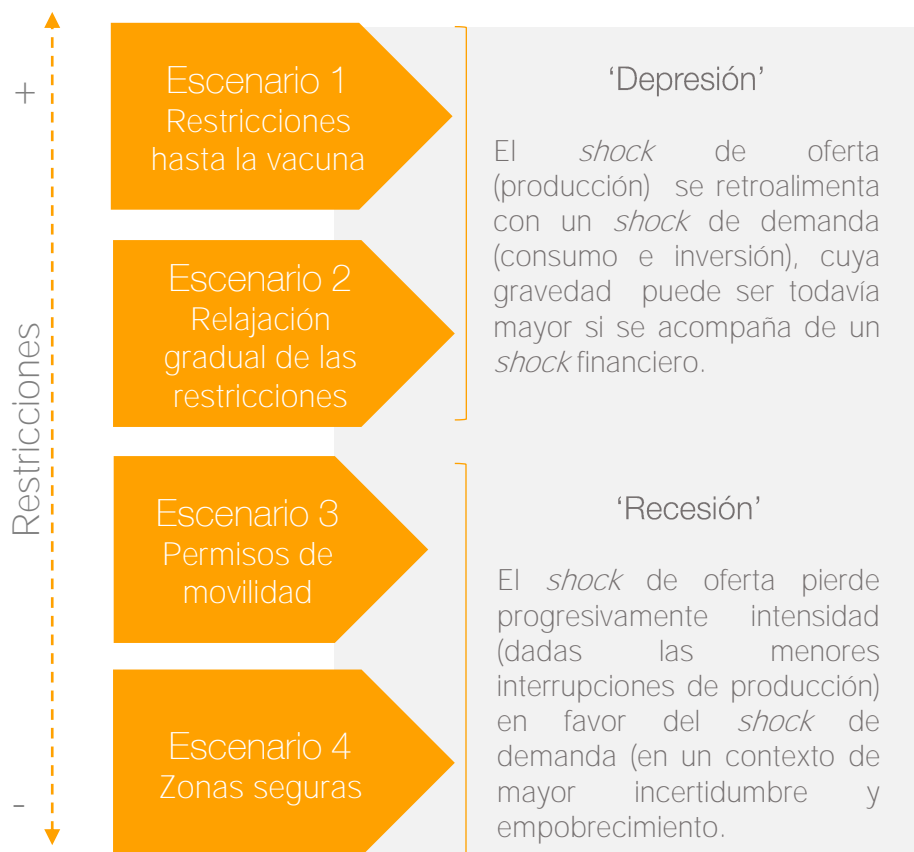 +
Restricciones
-
Escenario 1
Restricciones
hasta la vacuna
'Depresión'
El shock de oferta
(producción) se retroalimenta
con un shock de demanda
(consumo e inversión), cuya
gravedad puede ser todavía
mayor si se acompaña de un
shock financiero.
Escenario 2
Relajación
gradual de las
restricciones
Escenario 3
Permisos de
movilidad
'Recesión'
El shock de oferta pierde
progresivamente intensidad
(dadas las menores
interrupciones de producción)
en favor del shock de
demanda (en un contexto de
mayor incertidumbre y
empobrecimiento.
Escenario 4
Zonas seguras